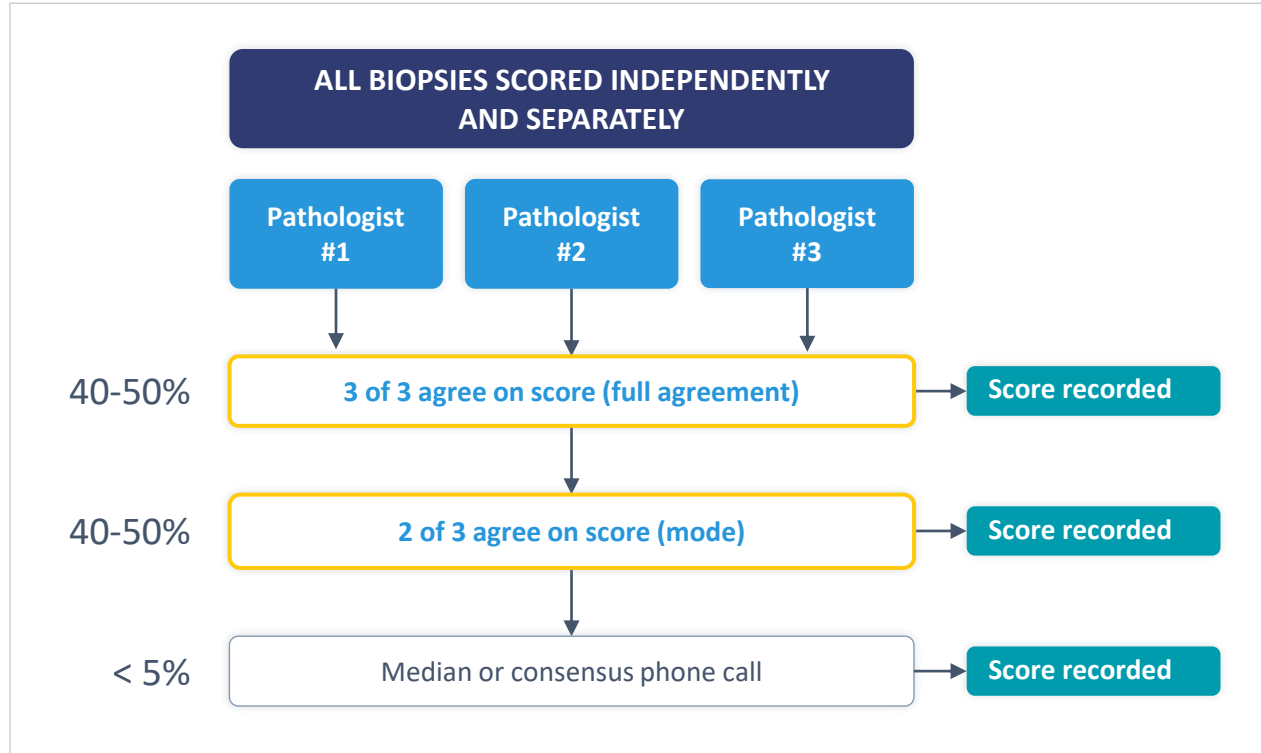 ALL BIOPSIES SCORED INDEPENDENTLY
AND SEPARATELY
Pathologist
#1
Pathologist
#2
Pathologist
#3
40-50%
3 of 3 agree on score (full agreement)
Score recorded
40-50%
2 of 3 agree on score (mode)
Score recorded
< 5%
Median or consensus phone call
Score recorded